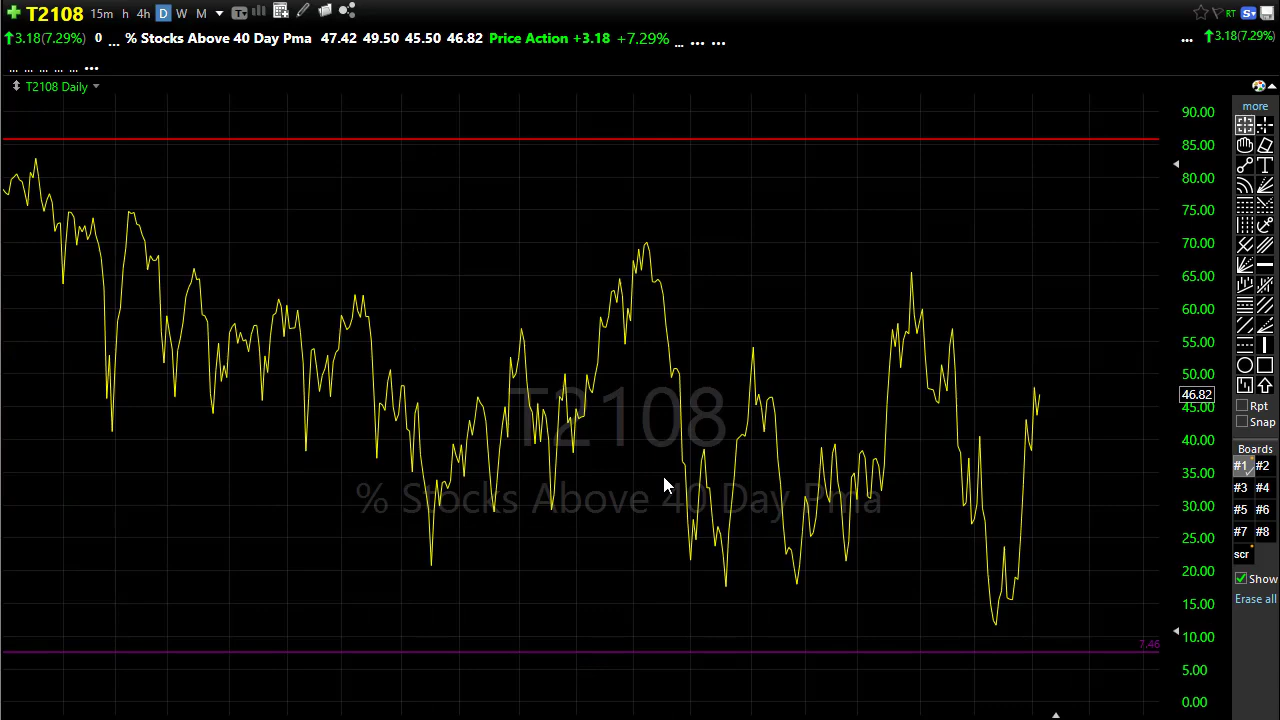 T2108 15m h 4h D W M T RT S
3.18(7.29%) 0 ... % Stocks Above 40 Day Pma 47.42 49.50 45.50 46.82 Price Action +3.18 +7.29% ... ... ... ... 3.18(7.29%)
... ... ... ... ... ...
T2108 Daily
more
90.00
85.00
80.00
75.00
70.00
65.00
60.00
55.00
50.00
46.82
45.00
40.00
35.00
30.00
25.00
20.00
15.00
10.00
7.46
5.00
0.00
T2108
% Stocks Above 40 Day Pma
T
Rpt
Snap
Boards
#1 #2
#3 #4
#5 #6
#7 #8
scr
Show
Erase all